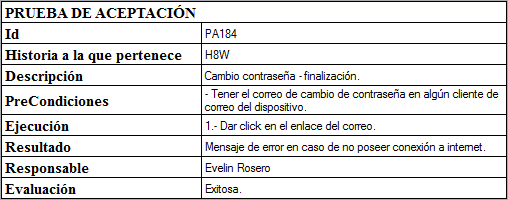 PRUEBA DE ACEPTACIÓN
Id PA184
Historia a la que pertenece H8W
Descripción Cambio contraseña - finalización.
PreCondiciones - Tener el correo de cambio de contraseña en algún cliente de
correo del dispositivo.
Ejecución 1.- Dar click en el enlace del correo.
Resultado Mensaje de error en caso de no poseer conexión a internet.
Responsable Evelin Rosero
Evaluación Exitosa.